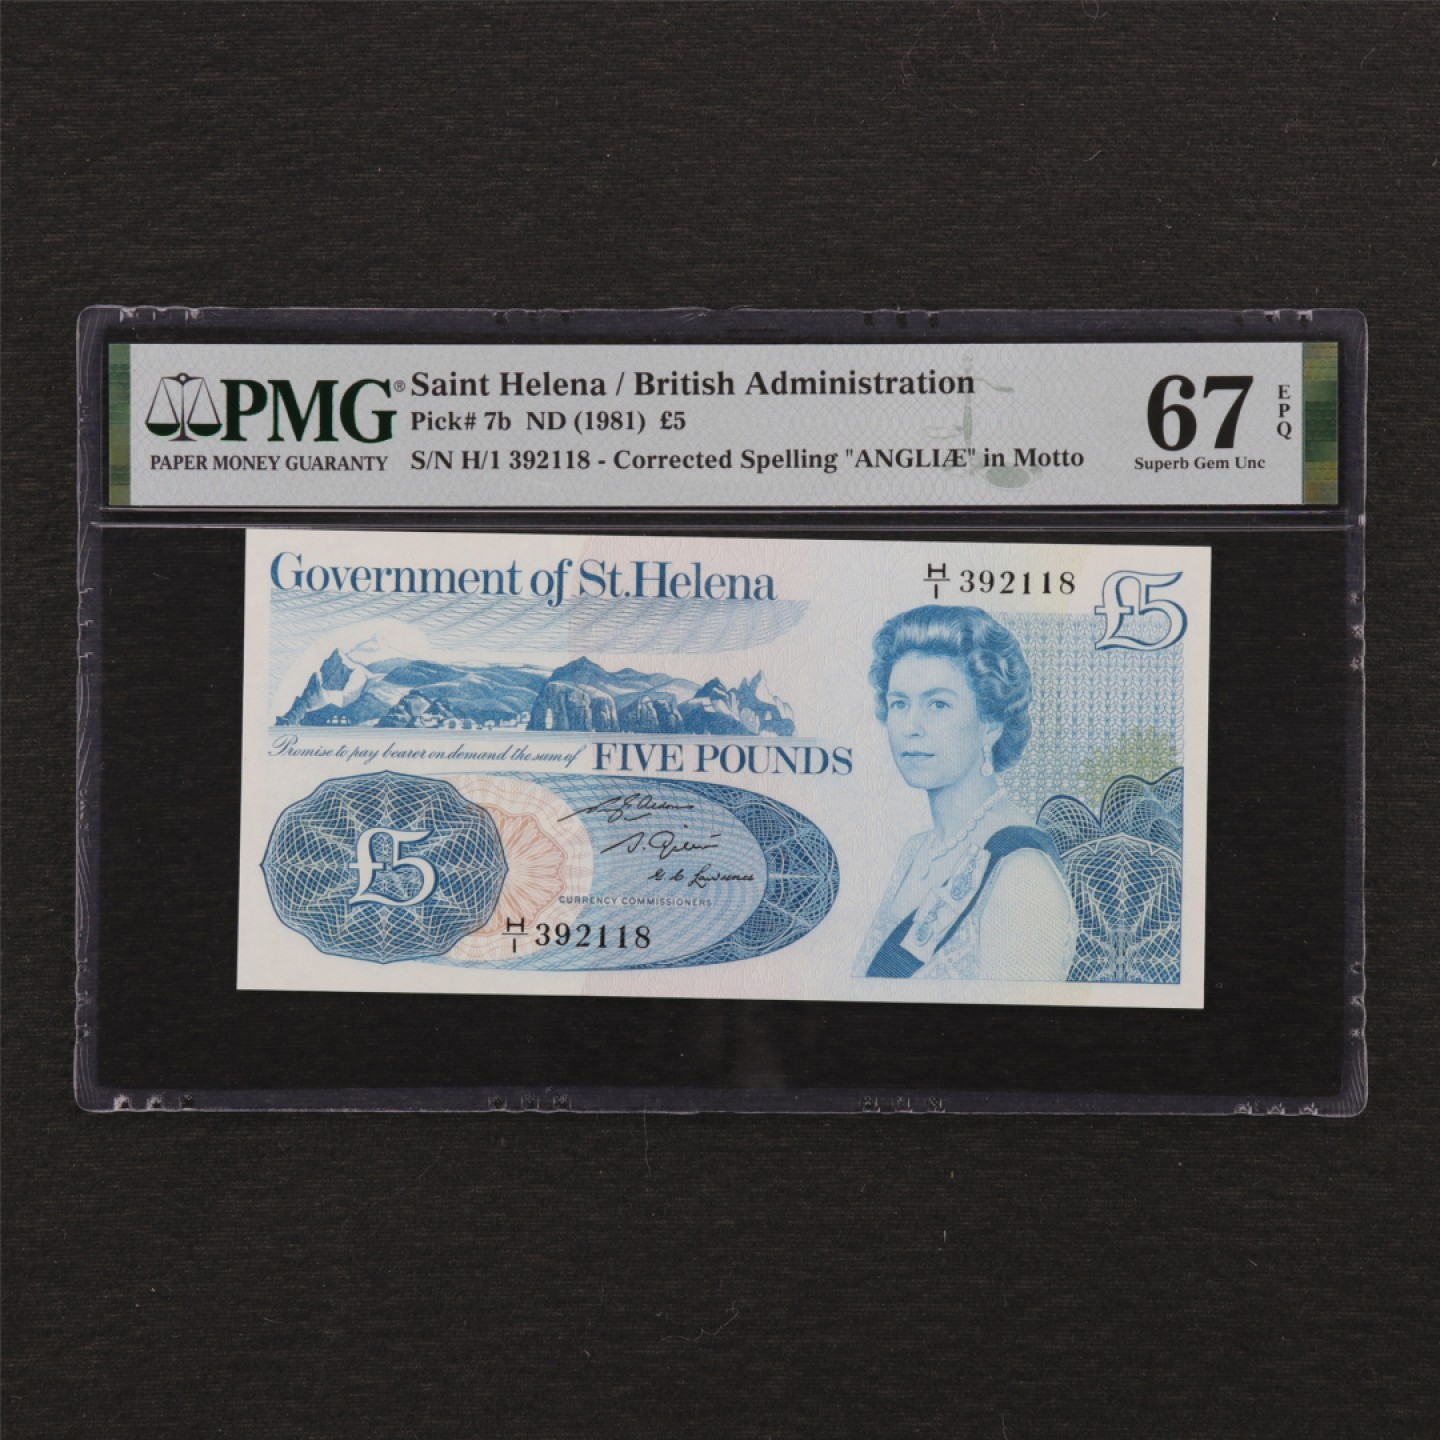 PMG®
PAPER MONEY GUARANTY
Saint Helena / British Administration
Pick# 7b ND (1981) £5
S/N H/1 392118 - Corrected Spelling "ANGLIÆ" in Motto
67
EPQ
Superb Gem Unc
Government of St.Helena
H/1 392118
£5
Promise to pay bearer on demand the sum of FIVE POUNDS
£5
G. C. Lawrence
CURRENCY COMMISSIONERS
H/1 392118